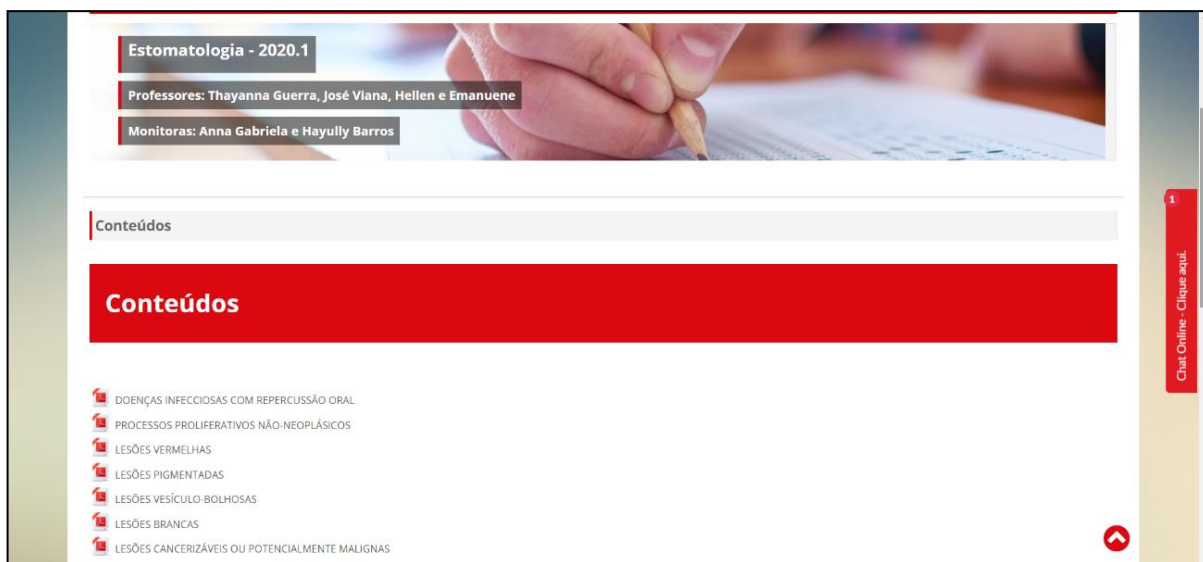 Estomatologia - 2020.1
Professores: Thayanna Guerra, José Viana, Hellen e Emanuene
Monitoras: Anna Gabriela e Hayully Barros
Conteúdos
Conteúdos
DOENÇAS INFECCIOSAS COM REPERCUSSÃO ORAL
PROCESSOS PROLIFERATIVOS NÃO-NEOPLÁSICOS
LESÕES VERMELHAS
LESÕES PIGMENTADAS
LESÕES VESÍCULO-BOLHOSAS
LESÕES BRANCAS
LESÕES CANCERIZÁVEIS OU POTENCIALMENTE MALIGNAS
1
Chat Online - Clique aqui.